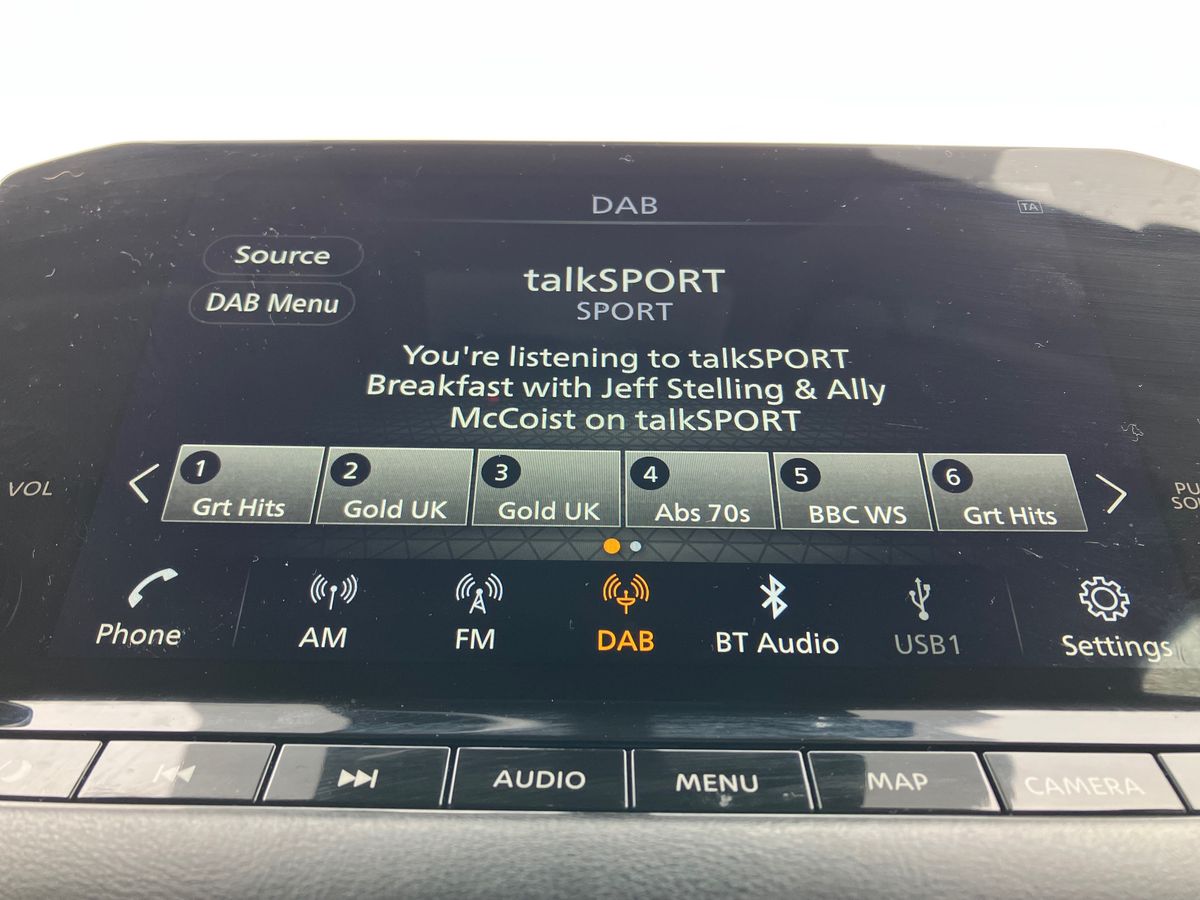 DAB
TA
Source
talkSPORT
DAB Menu
SPORT
You're listening to talkSPORT
Breakfast with Jeff Stelling & Ally
McCoist on talkSPORT
VOL
1
2
3
4
5
6
Grt Hits
Gold UK
Gold UK
Abs 70s
BBC WS
Grt Hits
Phone
AM
FM
DAB
BT Audio
USB1
Settings
AUDIO
MENU
MAP
CAMERA